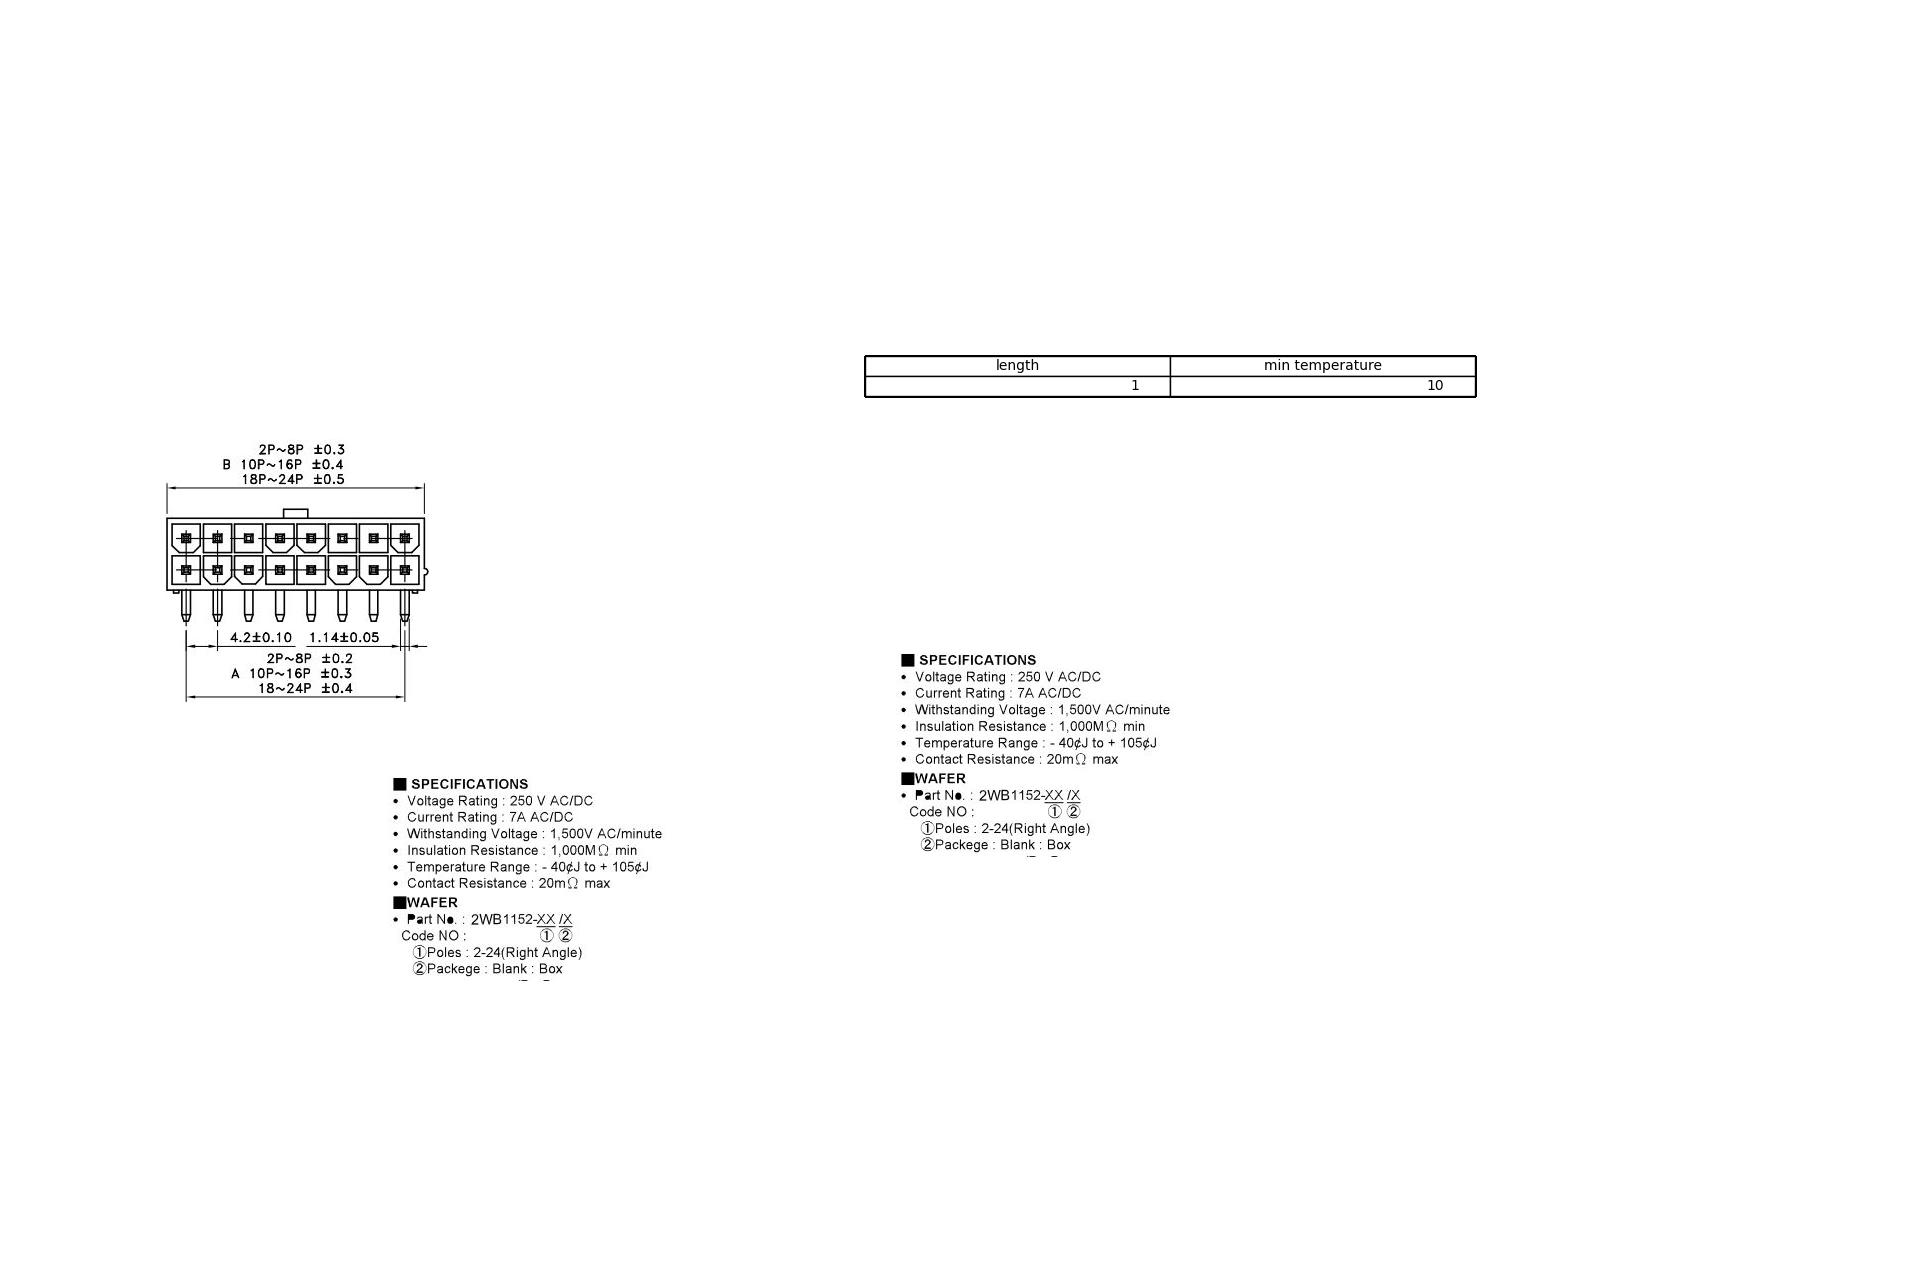 length min temperature
1 10
2P~8P ±0.3
B 10P~16P ±0.4
18P~24P ±0.5
4.2±0.10 1.14±0.05
2P~8P ±0.2
A 10P~16P ±0.3
18~24P ±0.4
■ SPECIFICATIONS
• Voltage Rating : 250 V AC/DC
• Current Rating : 7A AC/DC
• Withstanding Voltage : 1,500V AC/minute
• Insulation Resistance : 1,000MΩ min
• Temperature Range : - 40¢J to + 105¢J
• Contact Resistance : 20mΩ max
■WAFER
• Part No. : 2WB1152-XX /X
Code NO : ① ②
①Poles : 2-24(Right Angle)
②Packege : Blank : Box
■ SPECIFICATIONS
• Voltage Rating : 250 V AC/DC
• Current Rating : 7A AC/DC
• Withstanding Voltage : 1,500V AC/minute
• Insulation Resistance : 1,000MΩ min
• Temperature Range : - 40¢J to + 105¢J
• Contact Resistance : 20mΩ max
■WAFER
• Part No. : 2WB1152-XX /X
Code NO : ① ②
①Poles : 2-24(Right Angle)
②Packege : Blank : Box